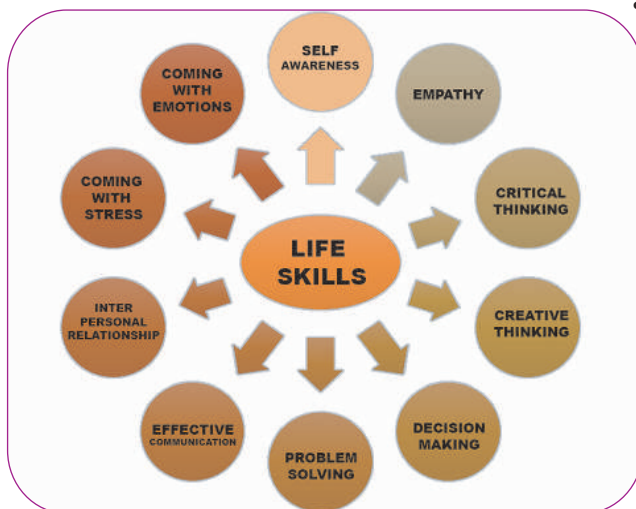 SELF
AWARENESS
EMPATHY
CRITICAL
THINKING
CREATIVE
THINKING
DECISION
MAKING
PROBLEM
SOLVING
EFFECTIVE
COMMUNICATION
INTER
PERSONAL
RELATIONSHIP
COMING
WITH
STRESS
COMING
WITH
EMOTIONS
LIFE
SKILLS